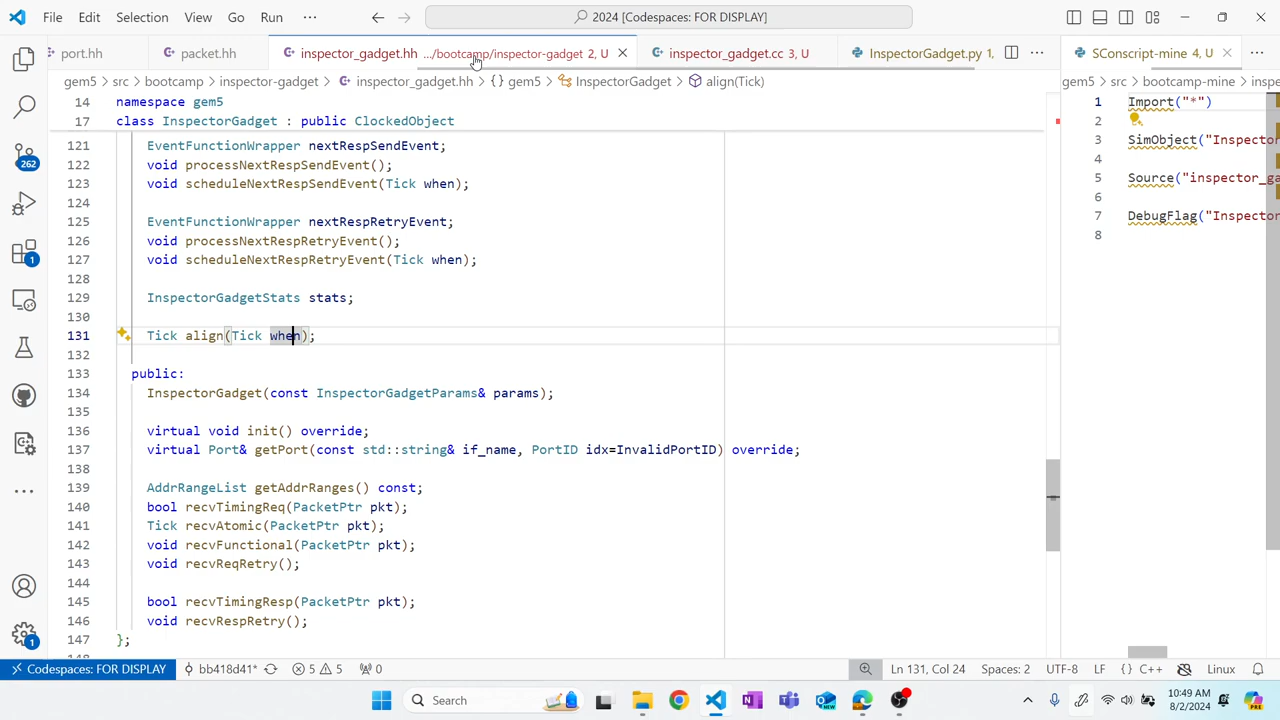 File Edit Selection View Go Run ··· 2024 [Codespaces: FOR DISPLAY]
port.hh packet.hh inspector_gadget.hh .../bootcamp/inspector-gadget 2, U inspector_gadget.cc 3, U InspectorGadget.py 1, SConscript-mine 4, U
gem5 > src > bootcamp > inspector-gadget > inspector_gadget.hh > {} gem5 > InspectorGadget > align(Tick) gem5 > src > bootcamp-mine > inspe
14 namespace gem5
17 class InspectorGadget : public ClockedObject
121 EventFunctionWrapper nextRespSendEvent;
122 void processNextRespSendEvent();
123 void scheduleNextRespSendEvent(Tick when);
124
125 EventFunctionWrapper nextRespRetryEvent;
126 void processNextRespRetryEvent();
127 void scheduleNextRespRetryEvent(Tick when);
128
129 InspectorGadgetStats stats;
130
131 Tick align(Tick when);
132
133 public:
134 InspectorGadget(const InspectorGadgetParams& params);
135
136 virtual void init() override;
137 virtual Port& getPort(const std::string& if_name, PortID idx=InvalidPortID) override;
138
139 AddrRangeList getAddrRanges() const;
140 bool recvTimingReq(PacketPtr pkt);
141 Tick recvAtomic(PacketPtr pkt);
142 void recvFunctional(PacketPtr pkt);
143 void recvReqRetry();
144
145 bool recvTimingResp(PacketPtr pkt);
146 void recvRespRetry();
147 };
1 Import("*")
2
3 SimObject("Inspector
4
5 Source("inspector_ga
6
7 DebugFlag("Inspector
8
262
1
1
Codespaces: FOR DISPLAY bb418d41* 5 5 0 Ln 131, Col 24 Spaces: 2 UTF-8 LF {} C++ Linux
Search NEW PRE
10:49 AM
8/2/2024